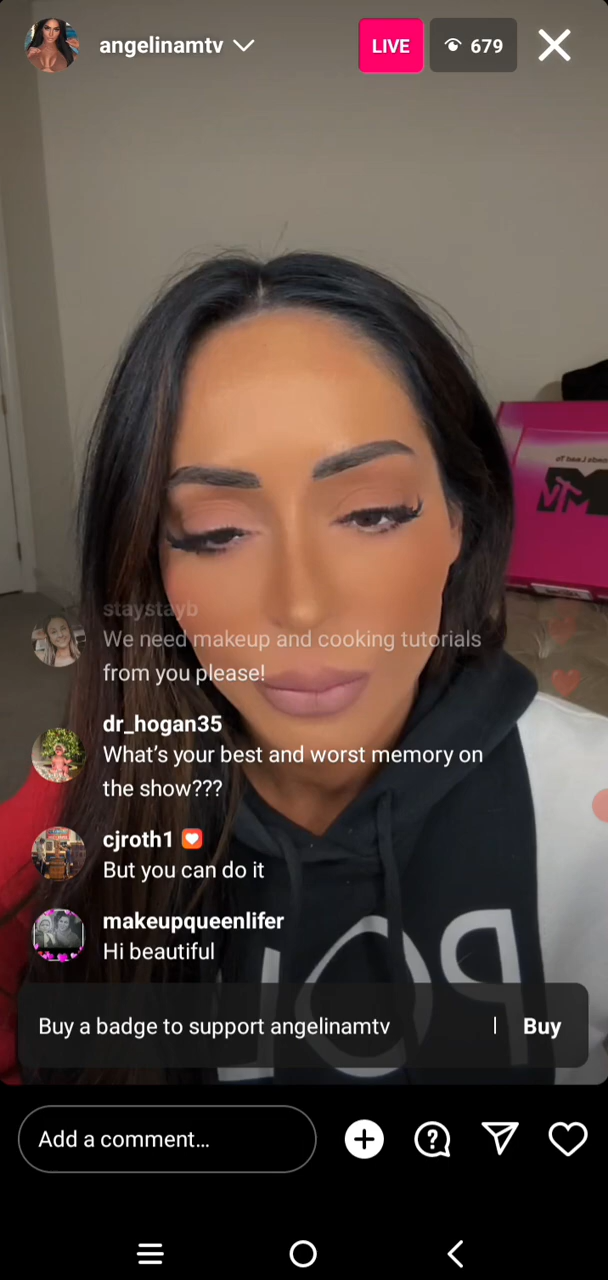 angelinamtv
LIVE
679
staystayb
We need makeup and cooking tutorials
from you please!
dr_hogan35
What's your best and worst memory on
the show???
cjroth1
But you can do it
makeupqueenlifer
Hi beautiful
Buy a badge to support angelinamtv | Buy
Add a comment...
MTV
POL